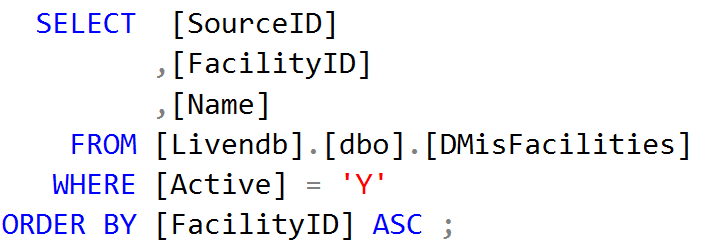 SELECT [SourceID]
,[FacilityID]
,[Name]
FROM [Livendb].[dbo].[DMisFacilities]
WHERE [Active] = 'Y'
ORDER BY [FacilityID] ASC ;